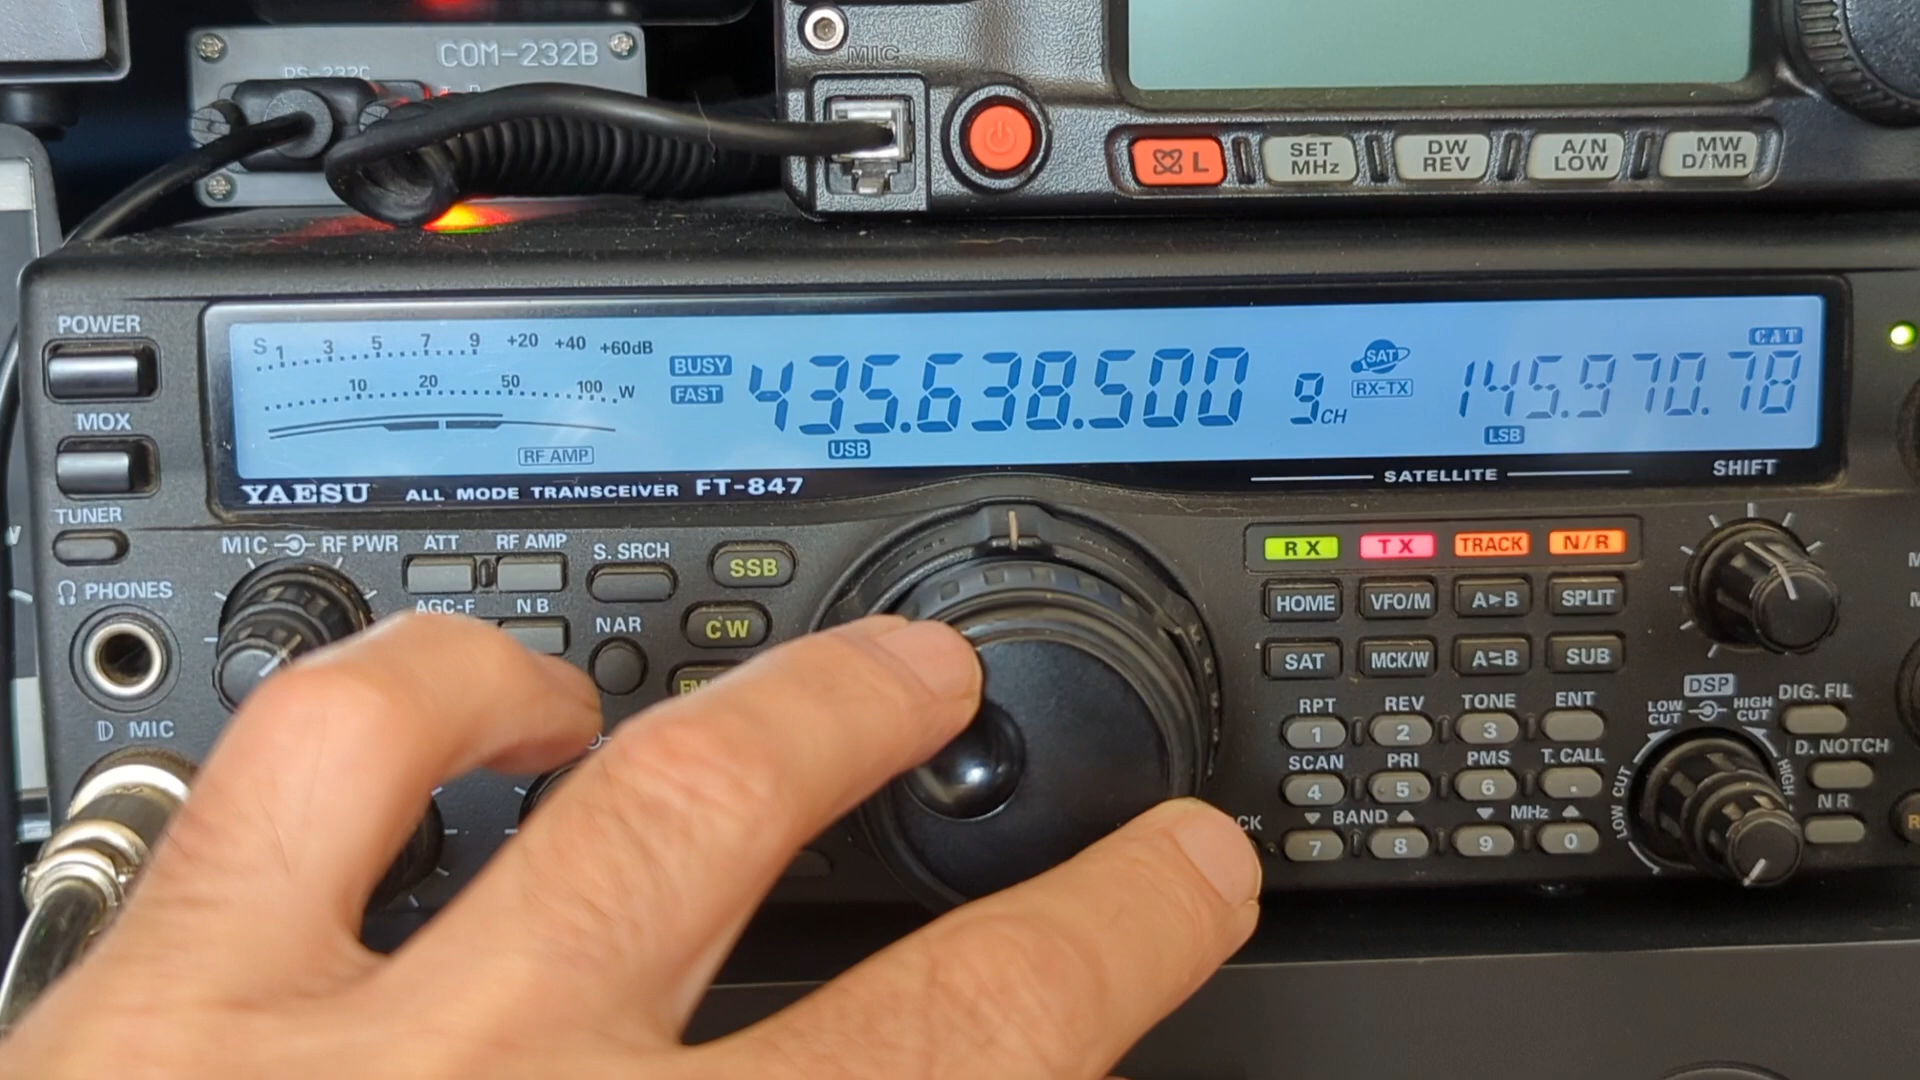 COM-232B
RS-232C
MIC
L
SET MHz
DW REV
A/N LOW
MW D/MR
POWER
MOX
TUNER
PHONES
MIC
S 1 3 5 7 9 +20 +40 +60dB
10 20 50 100 W
RF AMP
BUSY
FAST
435.638.500
USB
9CH
SAT
RX-TX
CAT
145.970.78
LSB
YAESU ALL MODE TRANSCEIVER FT-847
SATELLITE
SHIFT
MIC RF PWR
ATT
RF AMP
S. SRCH
SSB
AGC-F
NB
NAR
CW
RX TX TRACK N/R
HOME VFO/M A▶B SPLIT
SAT MCK/W A=B SUB
RPT REV TONE ENT
1 2 3
SCAN PRI PMS T. CALL
4 5 6 .
▼ BAND ▲ ▼ MHz ▲
7 8 9 0
DSP
LOW CUT HIGH CUT
LOW CUT HIGH
DIG. FIL
D. NOTCH
NR